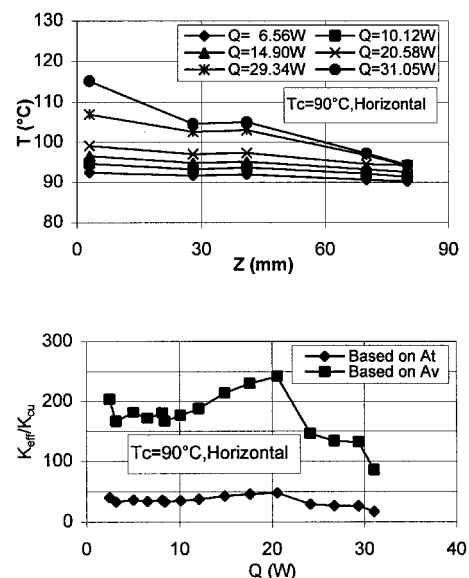 Q= 6.56W Q=10.12W
Q=14.90W Q=20.58W
Q=29.34W Q=31.05W
Tc=90°C,Horizontal
T (°C)
130
120
110
100
90
80
0 30 60 90
Z (mm)
Based on At
Based on Av
Tc=90°C,Horizontal
Keff/Kcu
300
200
100
0
0 10 20 30 40
Q (W)